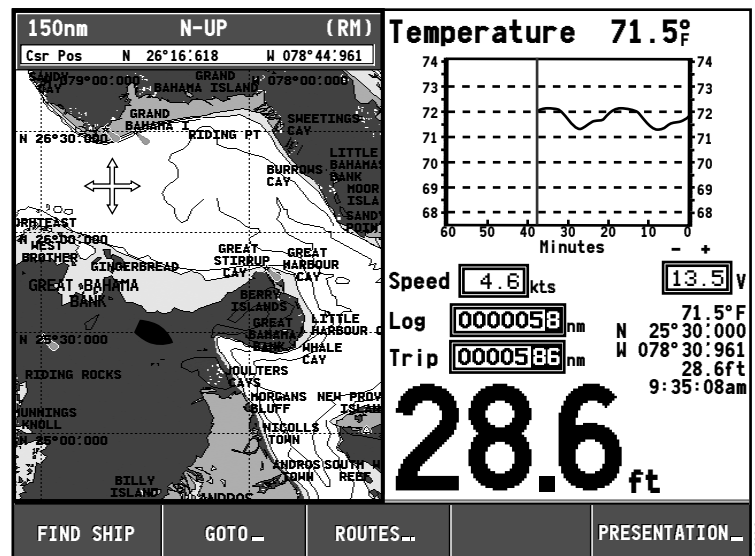 150nm N-UP (RM)
Csr Pos N 26°16.618 W 078°44.961
SANDY CAY
W 079°00.000
GRAND BAHAMA ISLAND
W 078°00.000
GRAND BAHAMA I
SWEETINGS CAY
RIDING PT
N 26°30.000
LITTLE BAHAMA BANK
BURROWS CAY
MOOR ISLA
SANDY POIN
ORTHEAST
N 26°00.000
WEST BROTHER
GINGERBREAD
GREAT STIRRUP CAY
GREAT HARBOUR CAY
GREAT BAHAMA BANK
BERRY ISLANDS
GREAT BAHAMA BANK
LITTLE HARBOUR C
N 25°30.000
WHALE CAY
RIDING ROCKS
JOULTERS CAYS
MORGANS BLUFF
NEW PROV ISLAN
UNNINGS KNOLL
NICOLLS TOWN
N 25°00.000
ANDROS TOWN
SOUTH W REEF
BILLY ISLAND
ANDROS
Temperature 71.5°F
74 74
73 73
72 72
71 71
70 70
69 69
68 68
60 50 40 30 20 10 0
Minutes
- +
Speed 4.6 kts
13.5 V
Log 0000058 nm
Trip 0000586 nm
71.5°F
N 25°30.000
W 078°30.961
28.6ft
9:35:08am
28.6 ft
FIND SHIP GOTO… ROUTES… PRESENTATION…